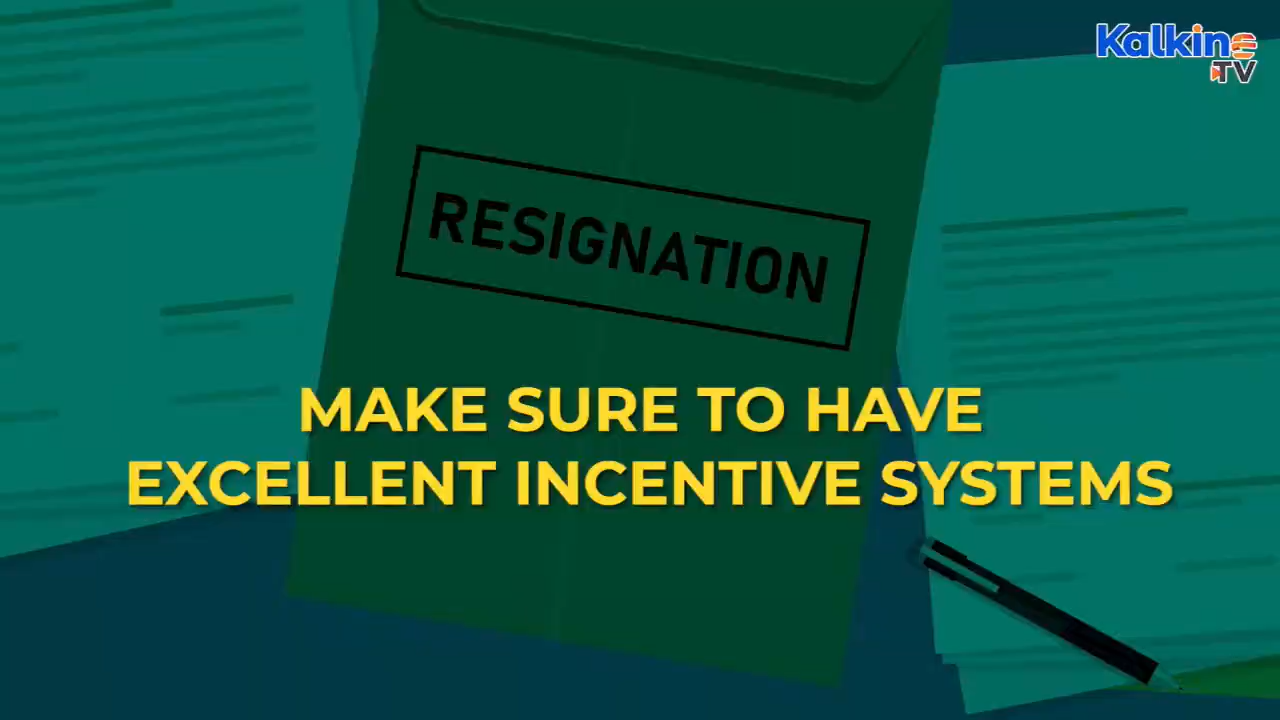 Kalkine
TV
RESIGNATION
MAKE SURE TO HAVE
EXCELLENT INCENTIVE SYSTEMS